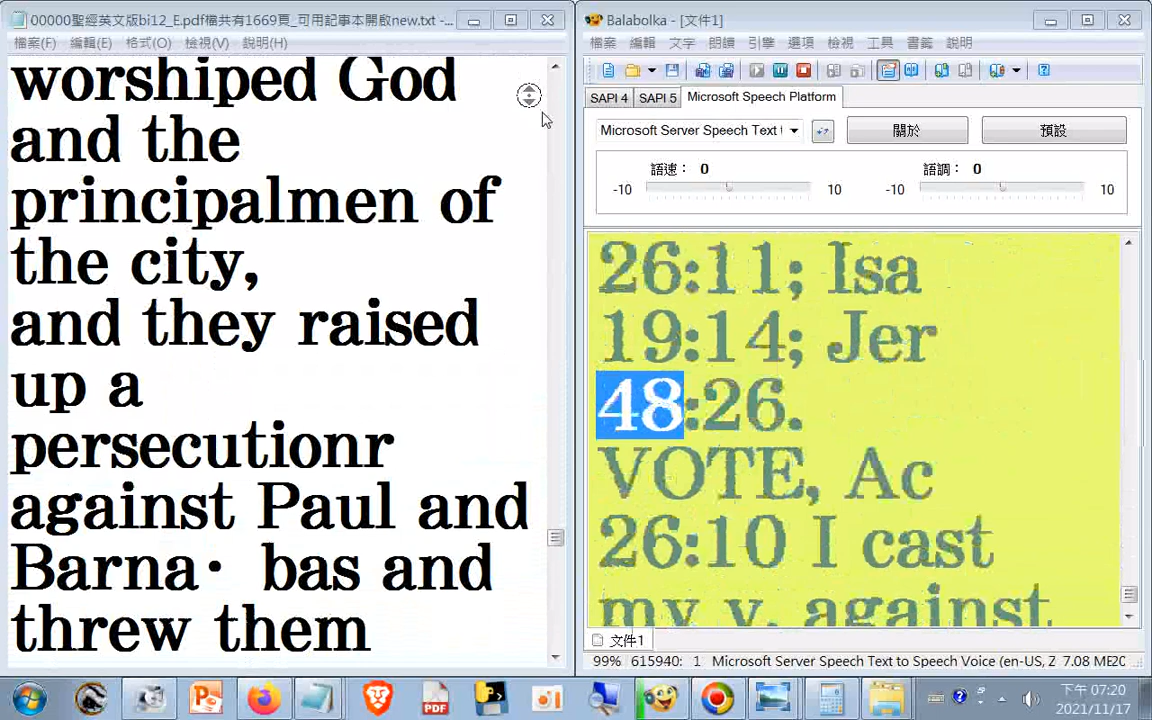 00000聖經英文版bi12_E.pdf檔共有1669頁_可用記事本開啟new.txt -...
檔案(F) 編輯(E) 格式(O) 檢視(V) 說明(H)
worshiped God
and the
principalmen of
the city,
and they raised
up a
persecutionr
against Paul and
Barna· bas and
threw them
Balabolka - [文件1]
檔案 編輯 文字 朗讀 引擎 選項 檢視 工具 書籤 說明
SAPI 4 SAPI 5 Microsoft Speech Platform
Microsoft Server Speech Text t 關於 預設
語速： 0 語調： 0
-10 10 -10 10
26:11; Isa
19:14; Jer
48:26.
VOTE, Ac
26:10 I cast
my v. against
文件1
99% 615940: 1 Microsoft Server Speech Text to Speech Voice (en-US, Z 7.08 ME20
PDF
下午 07:20
2021/11/17